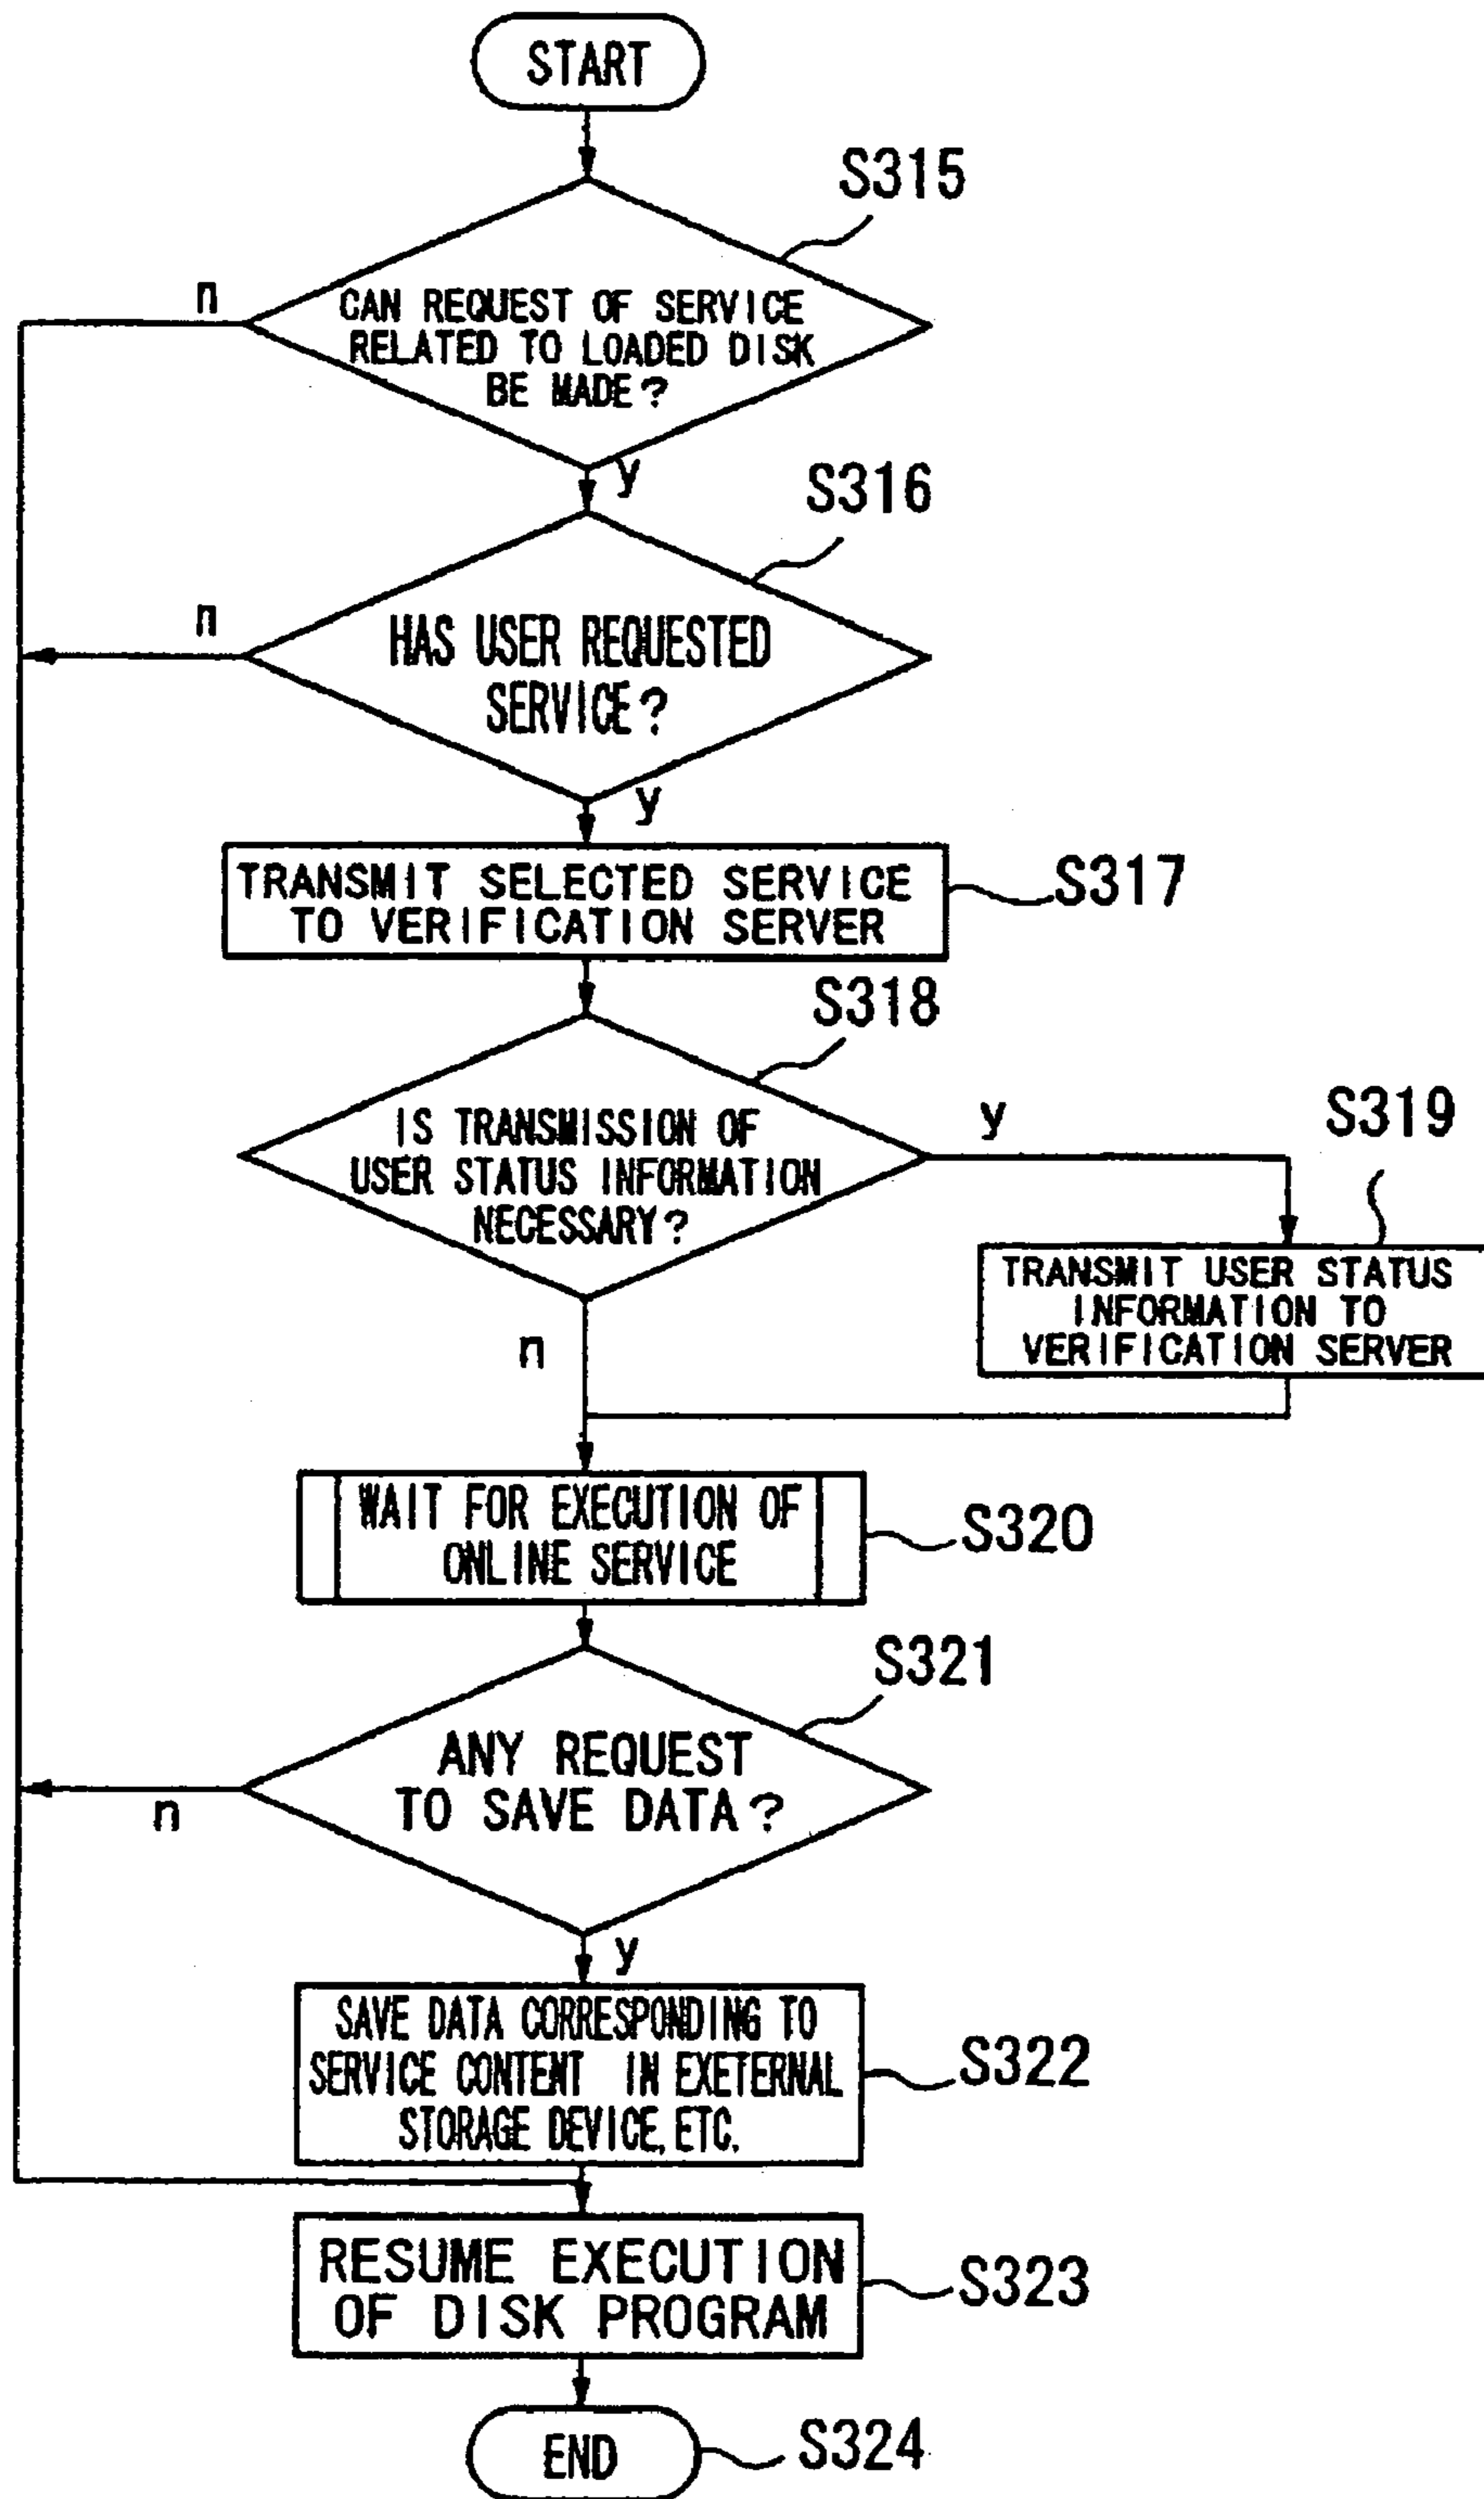 START
S315
n
CAN REQUEST OF SERVICE
RELATED TO LOADED DISK
BE MADE?
y
S316
n
HAS USER REQUESTED
SERVICE?
y
TRANSMIT SELECTED SERVICE
TO VERIFICATION SERVER
S317
S318
IS TRANSMISSION OF
USER STATUS INFORMATION
NECESSARY?
y
S319
TRANSMIT USER STATUS
INFORMATION TO
VERIFICATION SERVER
n
WAIT FOR EXECUTION OF
ONLINE SERVICE
S320
S321
ANY REQUEST
TO SAVE DATA?
n
y
SAVE DATA CORRESPONDING TO
SERVICE CONTENT IN EXETERNAL
STORAGE DEVICE, ETC.
S322
RESUME EXECUTION
OF DISK PROGRAM
S323
END
S324